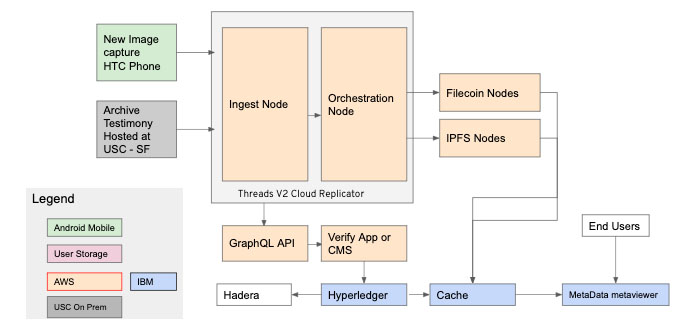 New Image
capture
HTC Phone
Archive
Testimony
Hosted at
USC - SF
Ingest Node
Orchestration
Node
Threads V2 Cloud Replicator
Filecoin Nodes
IPFS Nodes
Legend
Android Mobile
User Storage
AWS
IBM
USC On Prem
GraphQL API
Verify App or
CMS
End Users
Hadera
Hyperledger
Cache
MetaData metaviewer